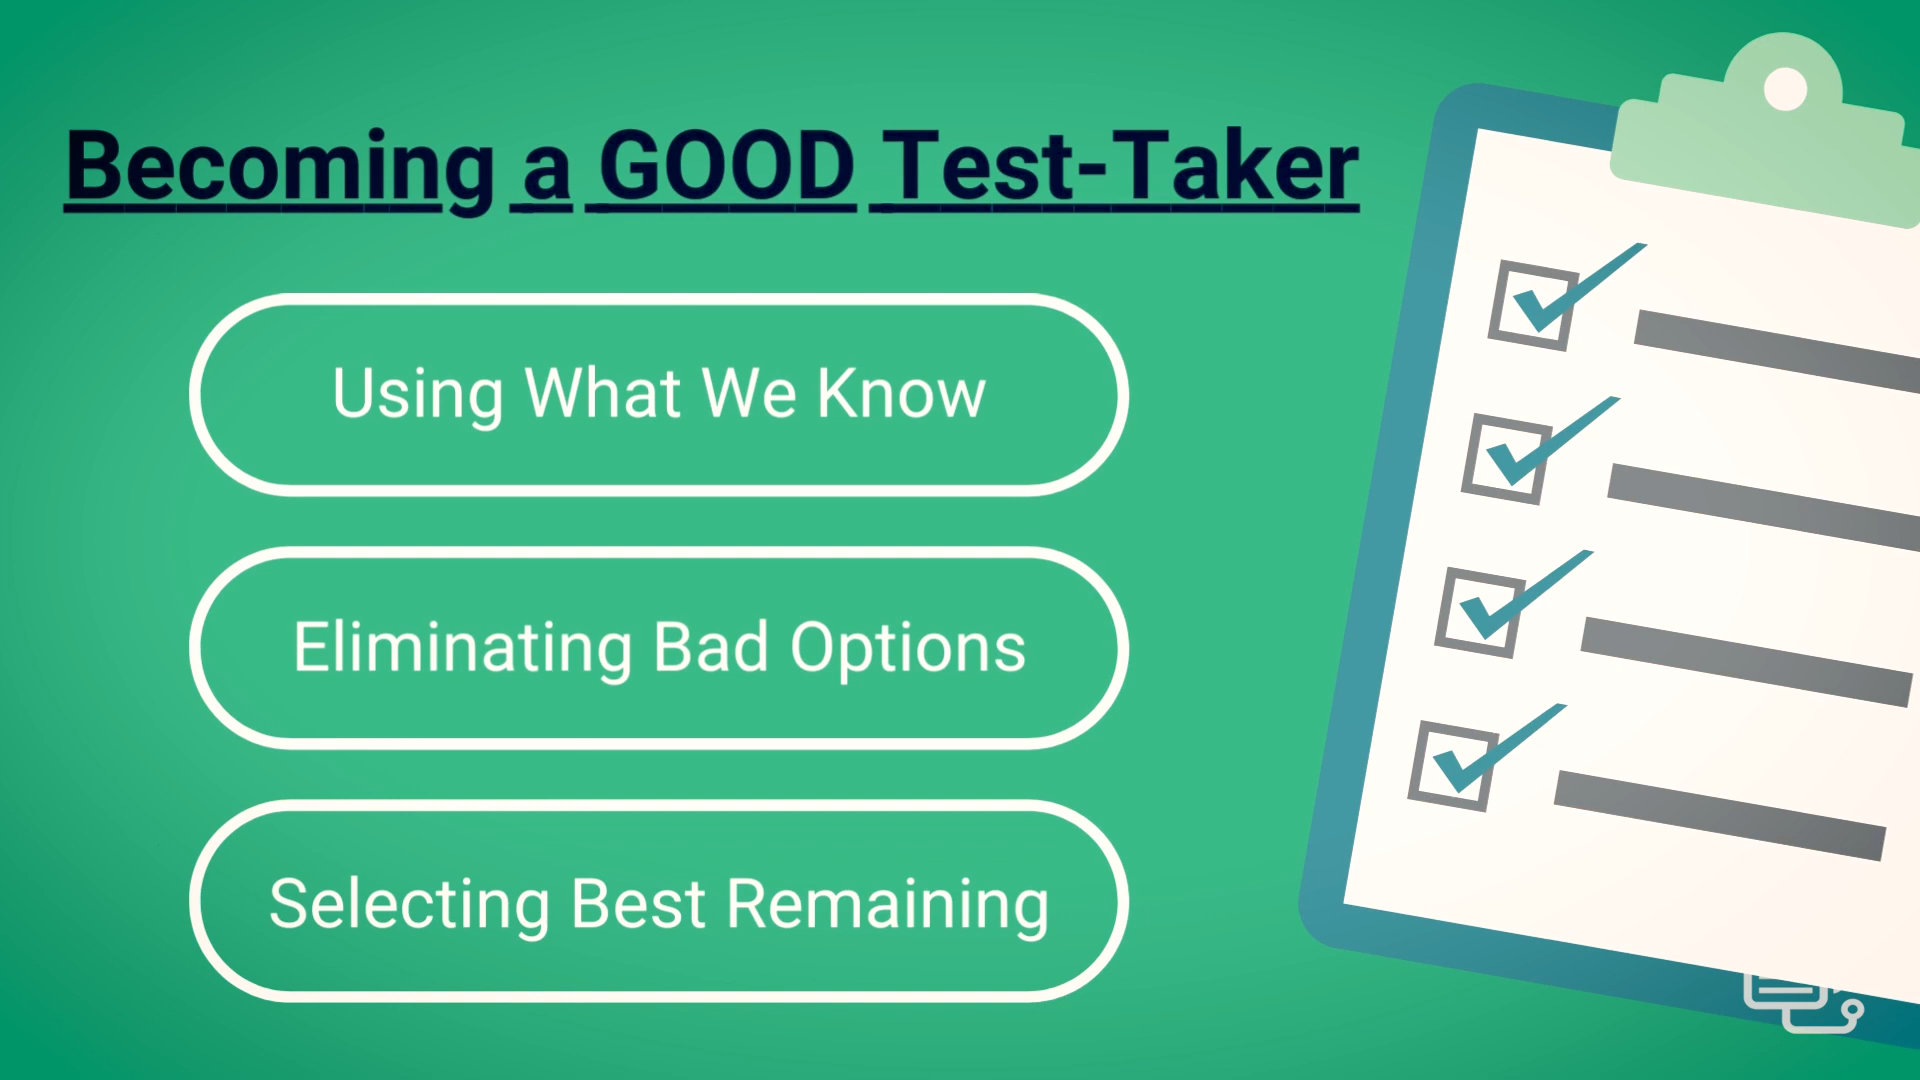 Becoming a GOOD Test-Taker
Using What We Know
Eliminating Bad Options
Selecting Best Remaining